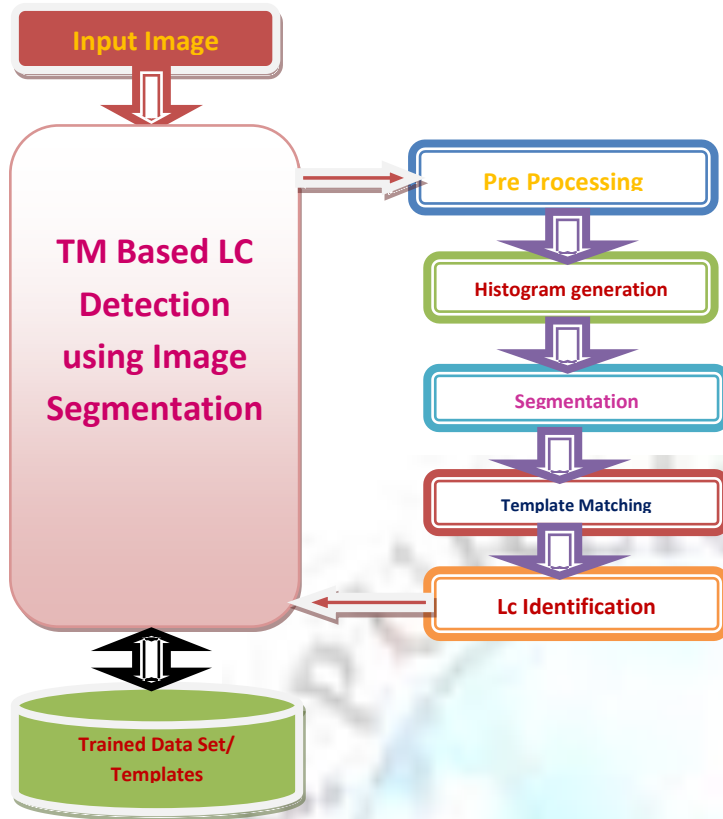 Input Image
TM Based LC
Detection
using Image
Segmentation
Pre Processing
Histogram generation
Segmentation
Template Matching
Lc Identification
Trained Data Set/
Templates